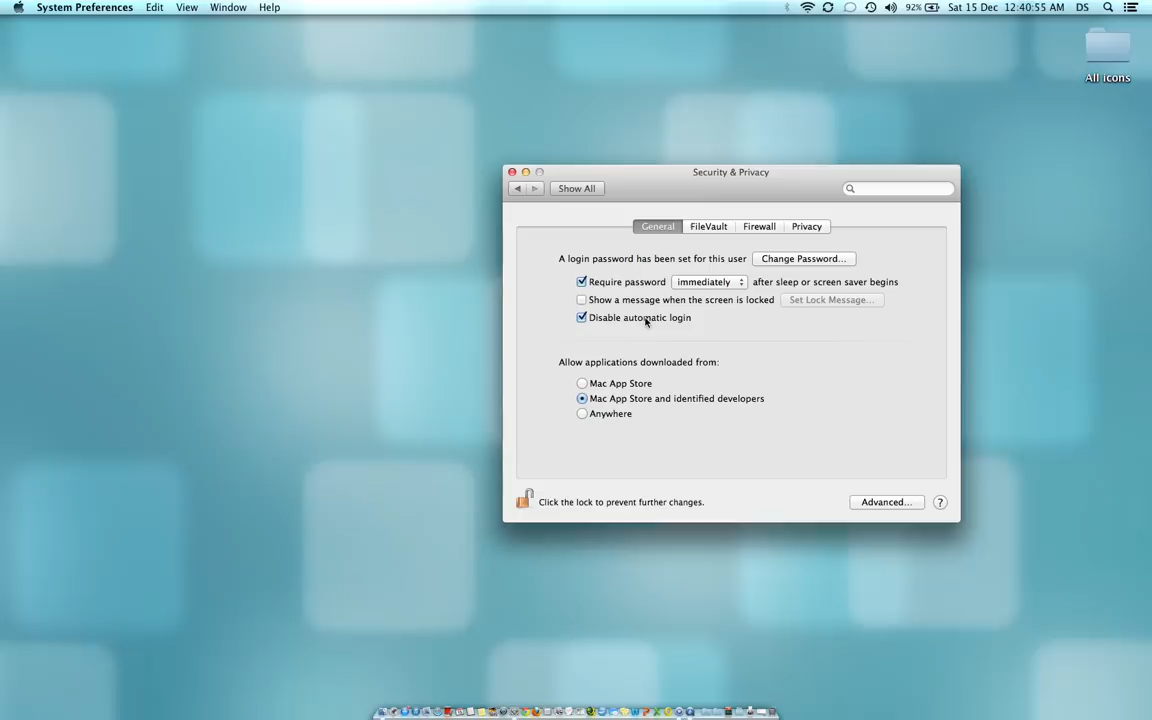 System Preferences Edit View Window Help 92% Sat 15 Dec 12:40:55 AM DS
All icons
Security & Privacy
Show All
General FileVault Firewall Privacy
A login password has been set for this user Change Password...
Require password immediately after sleep or screen saver begins
Show a message when the screen is locked Set Lock Message...
Disable automatic login
Allow applications downloaded from:
Mac App Store
Mac App Store and identified developers
Anywhere
Click the lock to prevent further changes. Advanced... ?